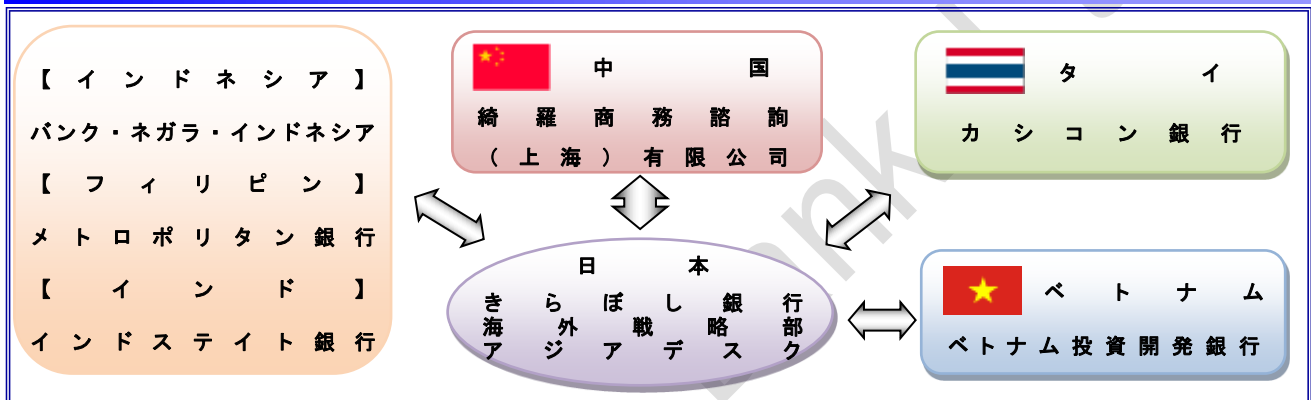 【インドネシア】
バンク・ネガラ・インドネシア
【フィリピン】
メトロポリタン銀行
【インド】
インドステイト銀行
中国
綺羅商務諮詢
（上海）有限公司
タイ
カシコン銀行
日本
きらぼし銀行
海外戦略部
アジアデスク
ベトナム
ベトナム投資開発銀行